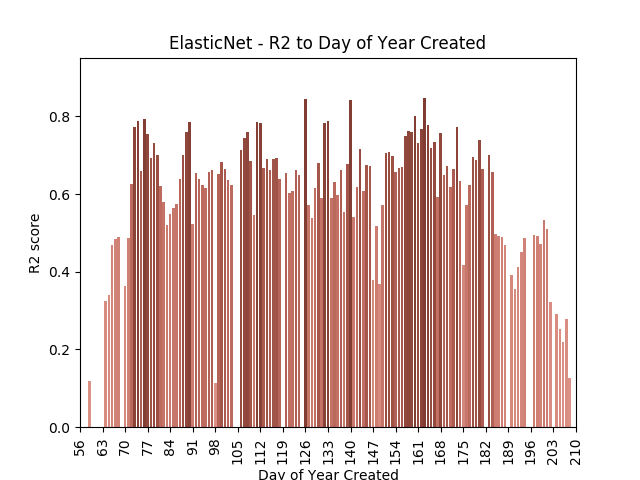 ElasticNet - R2 to Day of Year Created
R2 score
0.8
0.6
0.4
0.2
0.0
56 63 70 77 84 91 98 105 112 119 126 133 140 147 154 161 168 175 182 189 196 203 210
Day of Year Created